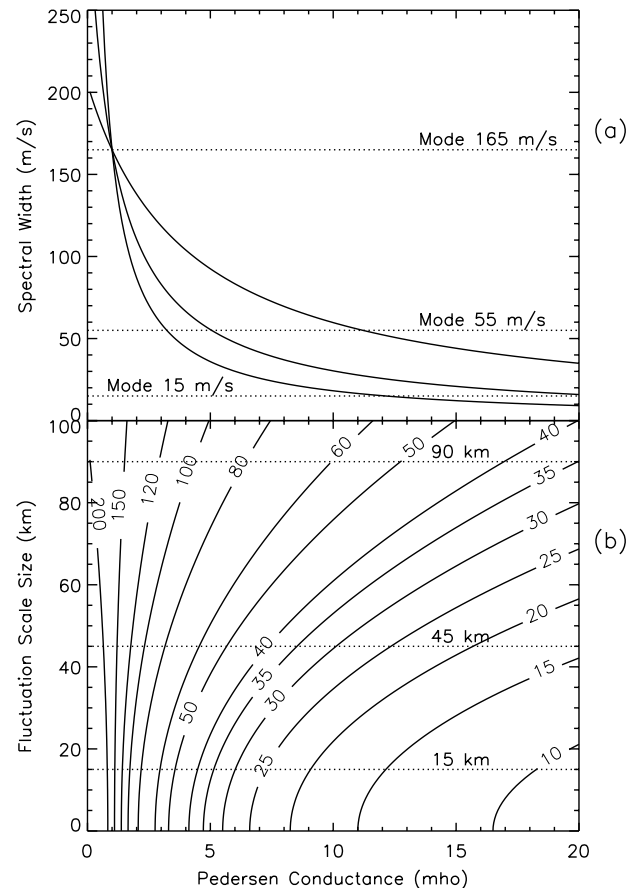 250
200
150
100
50
0
Spectral Width (m/s)
Mode 165 m/s
Mode 55 m/s
Mode 15 m/s
(a)
100
80
60
40
20
0
Fluctuation Scale Size (km)
200
150
120
100
80
60
50
40
35
30
25
20
15
10
50
40
35
30
25
90 km
45 km
15 km
(b)
0 5 10 15 20
Pedersen Conductance (mho)